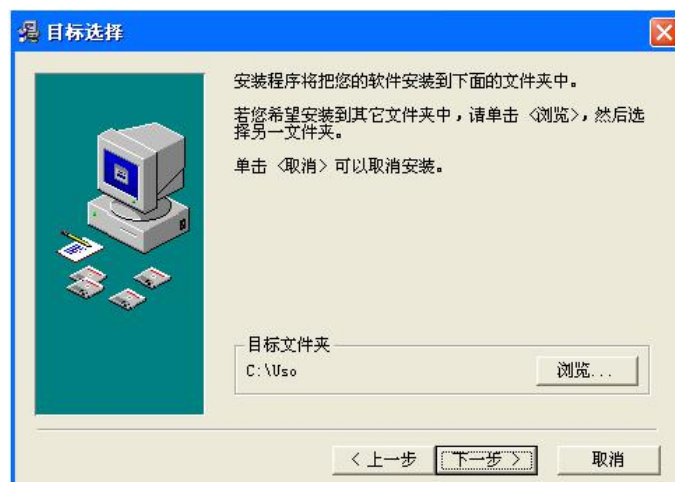 目标选择
安装程序将把您的软件安装到下面的文件夹中。
若您希望安装到其它文件夹中，请单击〈浏览〉，然后选
择另一文件夹。
单击〈取消〉可以取消安装。
目标文件夹
C:\Uso
浏览...
< 上一步
下一步 >
取消